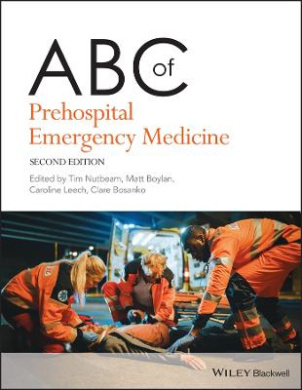 ABC of
Prehospital
Emergency Medicine
SECOND EDITION
Edited by Tim Nutbeam, Matt Boylan,
Caroline Leech, Clare Bosanko
WILEY Blackwell